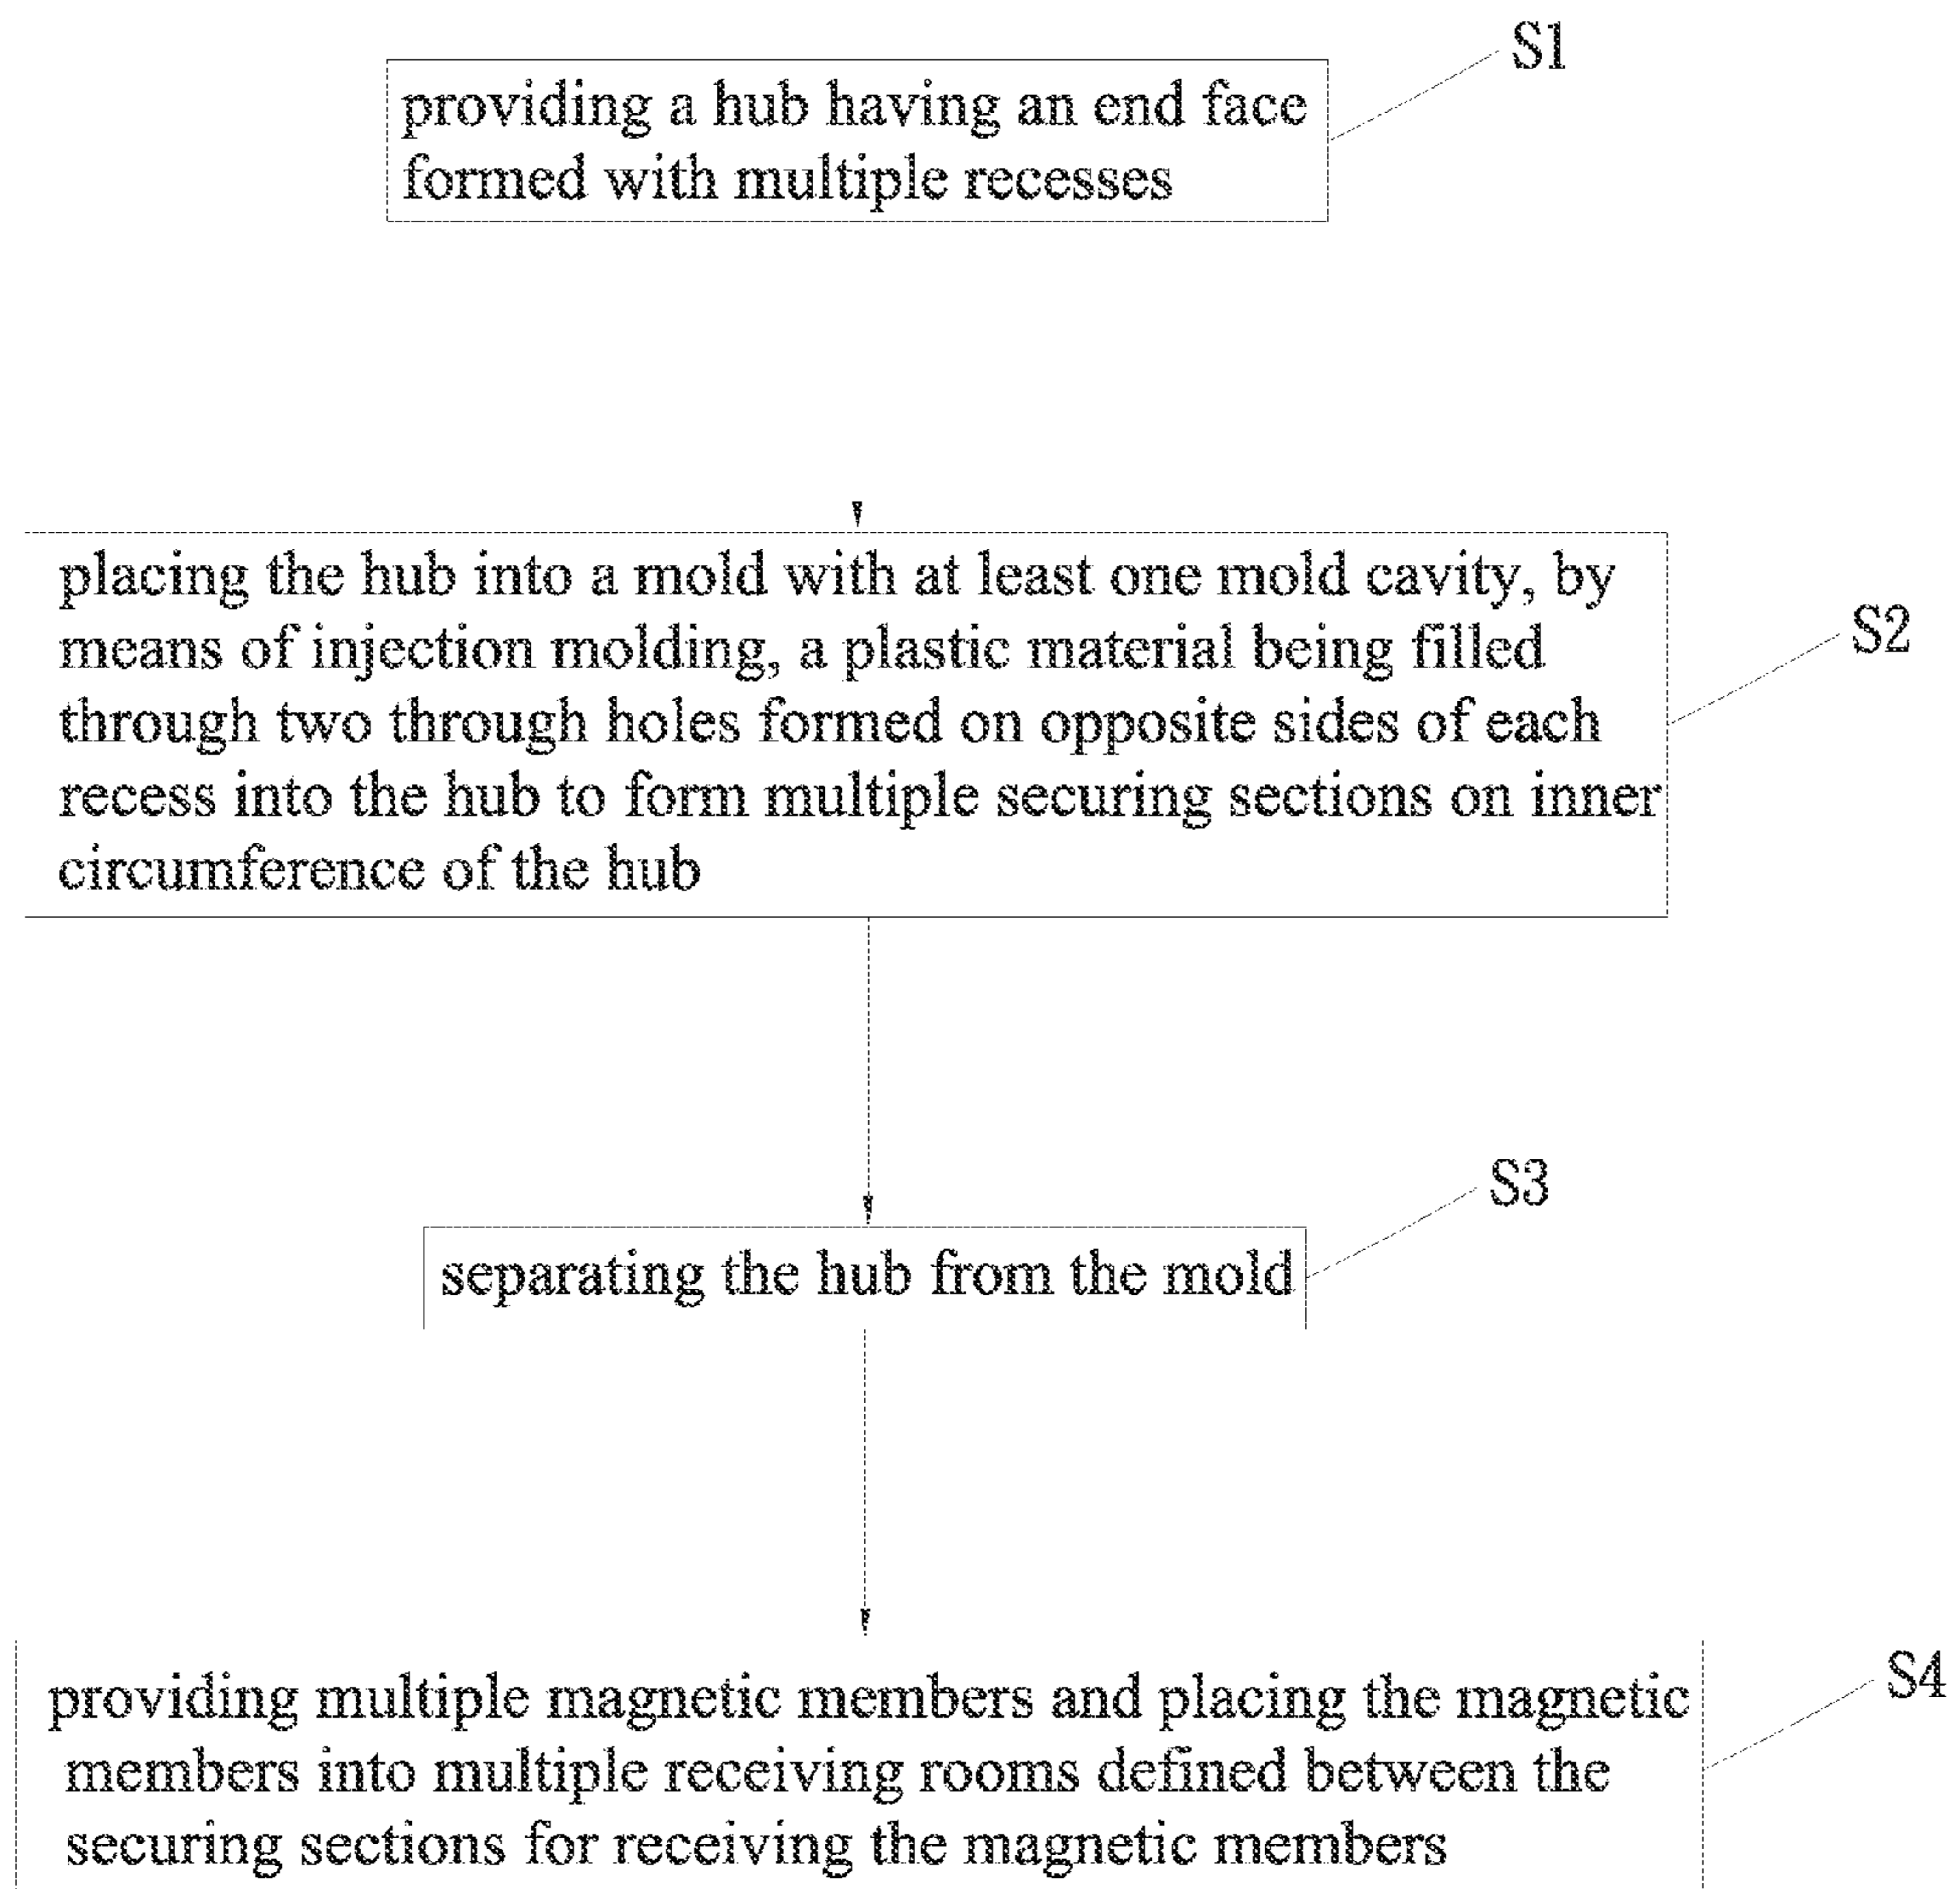 S1
providing a hub having an end face
formed with multiple recesses
placing the hub into a mold with at least one mold cavity, by
means of injection molding, a plastic material being filled
through two through holes formed on opposite sides of each
recess into the hub to form multiple securing sections on inner
circumference of the hub
S2
S3
separating the hub from the mold
S4
providing multiple magnetic members and placing the magnetic
members into multiple receiving rooms defined between the
securing sections for receiving the magnetic members